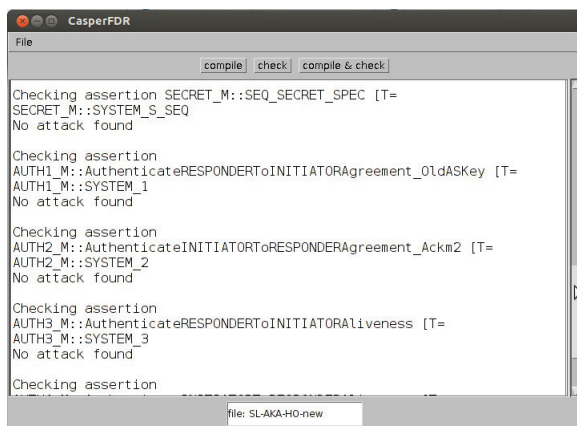 CasperFDR
File
compile check compile & check
Checking assertion SECRET_M::SEQ_SECRET_SPEC [T=
SECRET_M::SYSTEM_S_SEQ
No attack found
Checking assertion
AUTH1_M::AuthenticateRESPONDERToINITIATORAgreement_OldASKey [T=
AUTH1_M::SYSTEM_1
No attack found
Checking assertion
AUTH2_M::AuthenticateINITIATORToRESPONDERAgreement_Ackm2 [T=
AUTH2_M::SYSTEM_2
No attack found
Checking assertion
AUTH3_M::AuthenticateRESPONDERToINITIATORAliveness [T=
AUTH3_M::SYSTEM_3
No attack found
Checking assertion
file: SL-AKA-HO-new